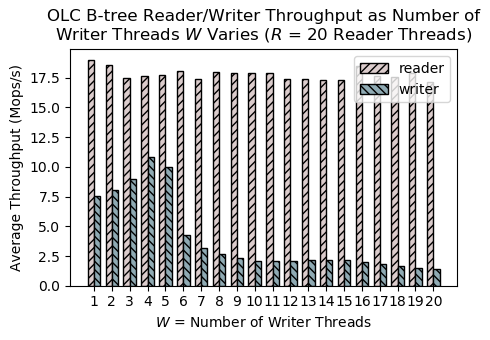 OLC B-tree Reader/Writer Throughput as Number of
Writer Threads W Varies (R = 20 Reader Threads)
Average Throughput (Mops/s)
17.5
15.0
12.5
10.0
7.5
5.0
2.5
0.0
reader
writer
1 2 3 4 5 6 7 8 9 10 11 12 13 14 15 16 17 18 19 20
W = Number of Writer Threads